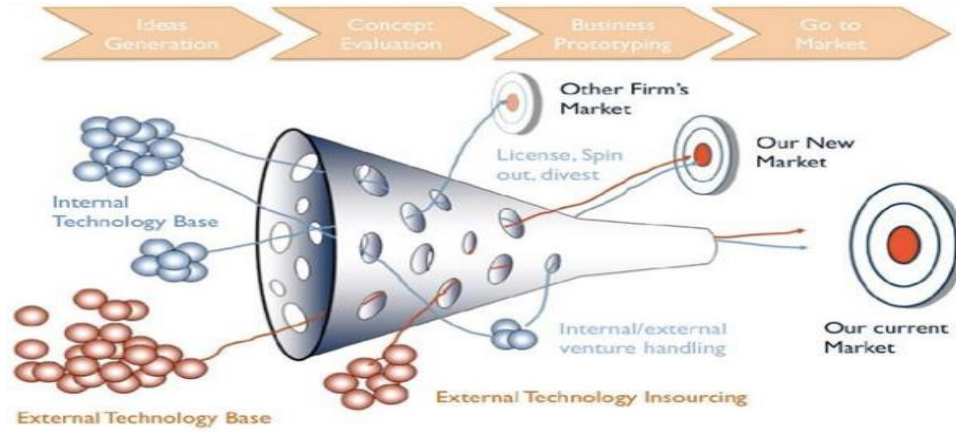 Ideas
Generation
Concept
Evaluation
Business
Prototyping
Go to
Market
Other Firm's
Market
Our New
Market
License, Spin
out, divest
Internal
Technology Base
Internal/external
venture handling
Our current
Market
External Technology Insourcing
External Technology Base